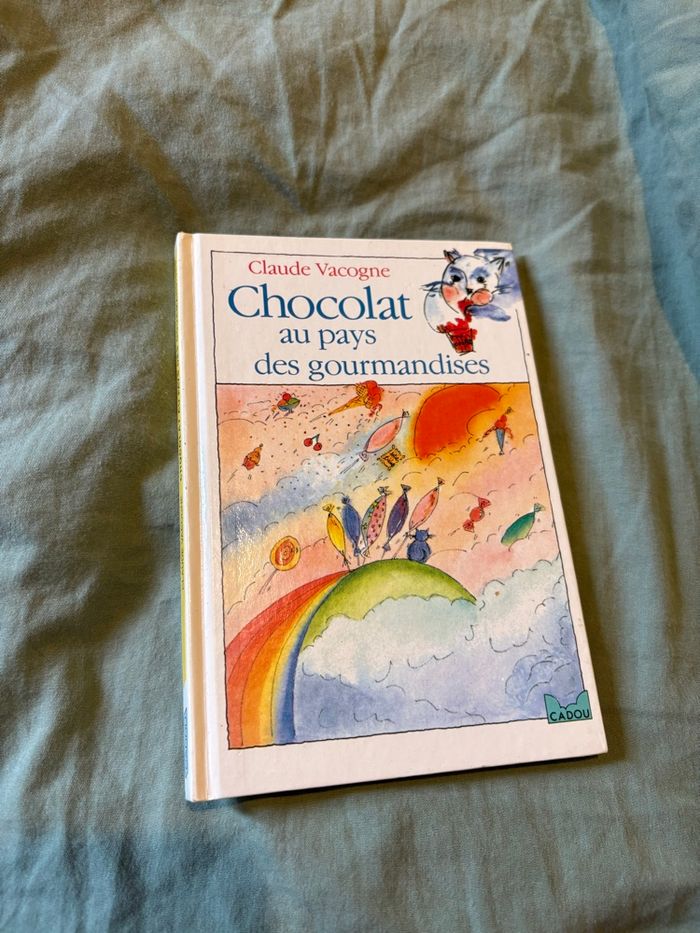 Claude Vacogne
Chocolat
au pays
des gourmandises
CADOU